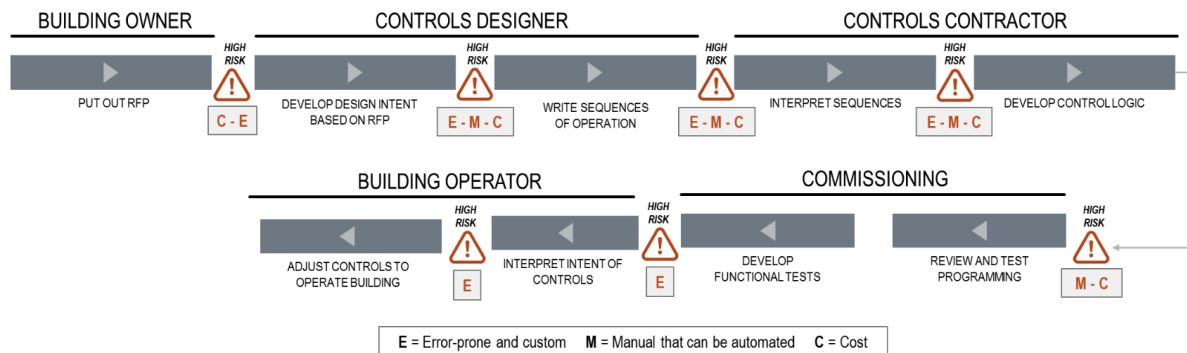 BUILDING OWNER
CONTROLS DESIGNER
CONTROLS CONTRACTOR
HIGH
RISK
HIGH
RISK
HIGH
RISK
HIGH
RISK
PUT OUT RFP
DEVELOP DESIGN INTENT
BASED ON RFP
WRITE SEQUENCES
OF OPERATION
INTERPRET SEQUENCES
DEVELOP CONTROL LOGIC
C - E
E - M - C
E - M - C
E - M - C
BUILDING OPERATOR
COMMISSIONING
HIGH
RISK
HIGH
RISK
HIGH
RISK
ADJUST CONTROLS TO
OPERATE BUILDING
INTERPRET INTENT OF
CONTROLS
DEVELOP
FUNCTIONAL TESTS
REVIEW AND TEST
PROGRAMMING
E
E
M - C
E = Error-prone and custom M = Manual that can be automated C = Cost